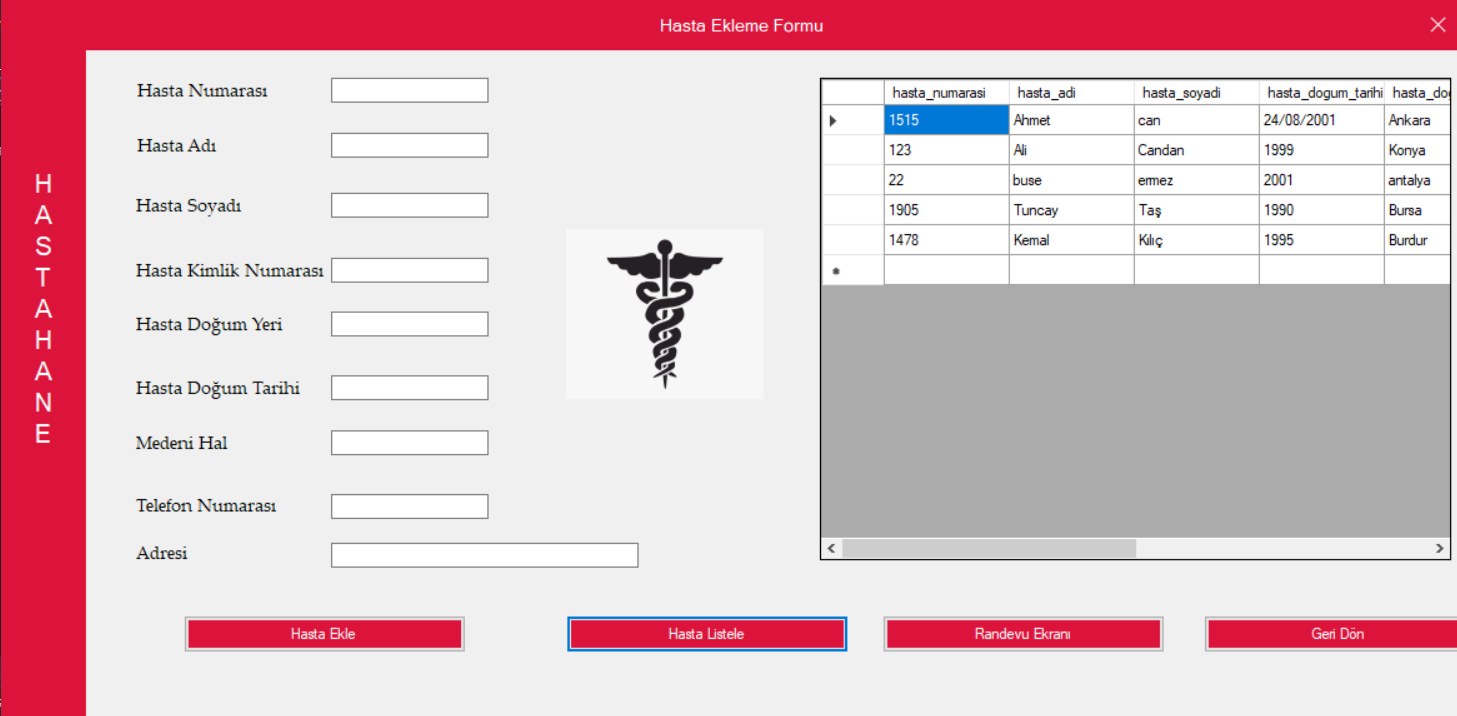 Hasta Ekleme Formu
HASTAHANE
Hasta Numarası
Hasta Adı
Hasta Soyadı
Hasta Kimlik Numarası
Hasta Doğum Yeri
Hasta Doğum Tarihi
Medeni Hal
Telefon Numarası
Adresi
hasta_numarasi hasta_adi hasta_soyadi hasta_dogum_tarihi hasta_do
1515 Ahmet can 24/08/2001 Ankara
123 Ali Candan 1999 Konya
22 buse ermez 2001 antalya
1905 Tuncay Taş 1990 Bursa
1478 Kemal Kılıç 1995 Burdur
Hasta Ekle
Hasta Listele
Randevu Ekranı
Geri Dön